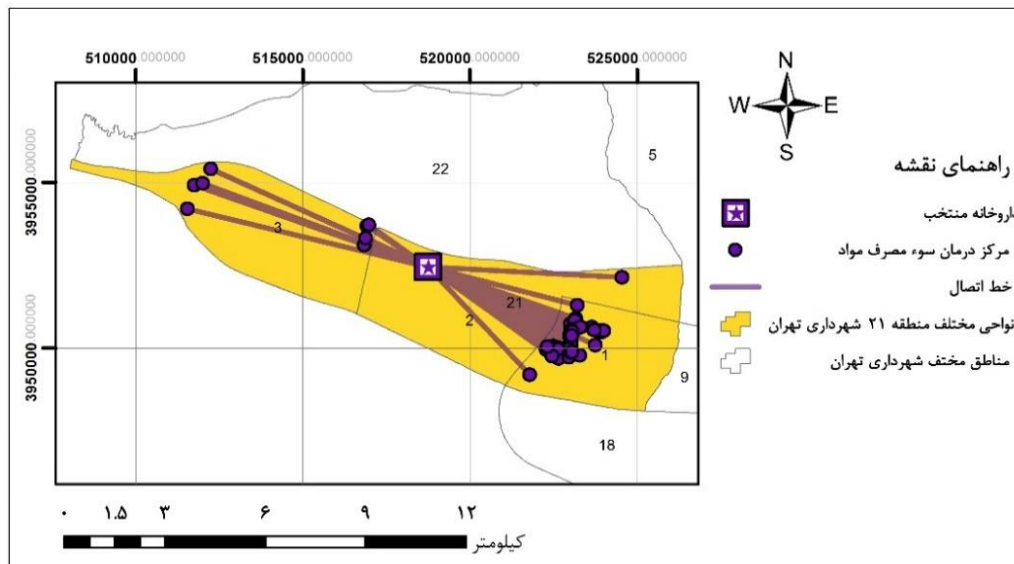 510000.000000 515000.000000 520000.000000 525000.000000
3955000.000000
3950000.000000
22
5
3
21
2
1
9
18
N
W E
S
راهنمای نقشه
داروخانه منتخب
مرکز درمان سوء مصرف مواد
خط اتصال
نواحی مختلف منطقه ۲۱ شهرداری تهران
مناطق مختف شهرداری تهران
۰ ۱.۵ ۳ ۶ ۹ ۱۲
کیلومتر